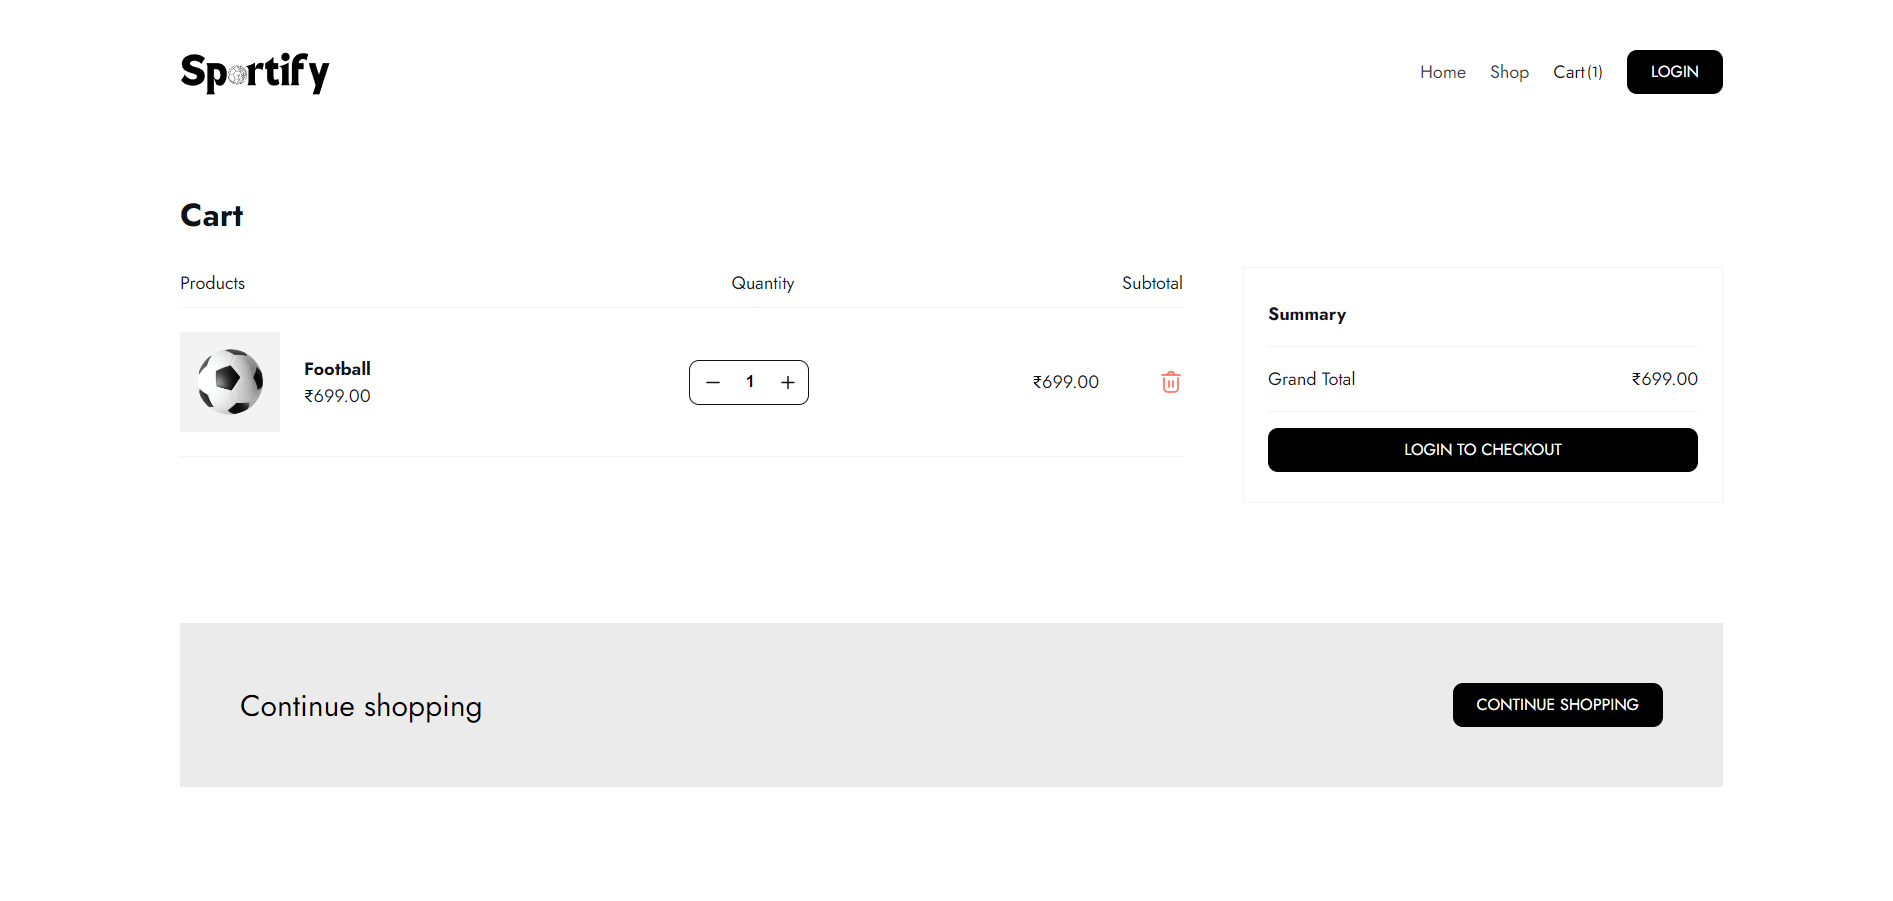 Sportify
Home Shop Cart(1) LOGIN
Cart
Products Quantity Subtotal
Football
₹699.00
1
₹699.00
Summary
Grand Total ₹699.00
LOGIN TO CHECKOUT
Continue shopping
CONTINUE SHOPPING